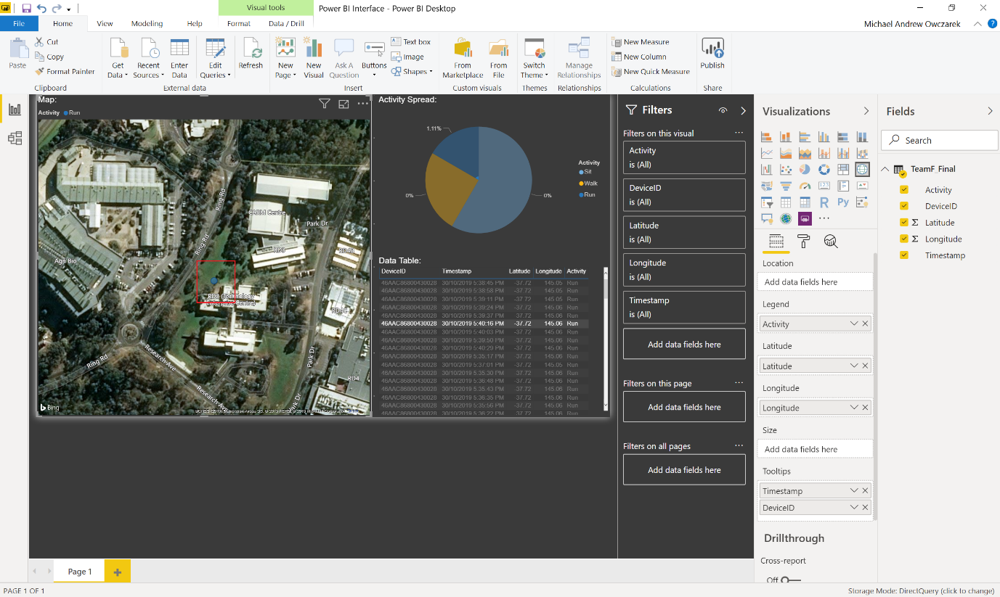 Visual tools
Power BI Interface - Power BI Desktop
File
Home
View
Modeling
Help
Format
Data / Drill
Michael Andrew Owczarek
?
Paste
Cut
Copy
Format Painter
Get Data
Recent Sources
Enter Data
Edit Queries
Refresh
New Page
New Visual
Ask A Question
Buttons
Text box
Image
Shapes
From Marketplace
From File
Switch Theme
Manage Relationships
New Measure
New Column
New Quick Measure
Publish
Clipboard
External data
Insert
Custom visuals
Themes
Relationships
Calculations
Share
Map:
Activity Run
Ring Rd
Ring Rd
CABM Centre
Park Dr
Agri Bio
Ring Rd
Research Ave
Research Ave
Park Dr
Park Dr
RD4
Bing
Activity Spread:
1.11%
0%
0%
Activity
Sit
Walk
Run
Data Table:
DeviceID Timestamp Latitude Longitude Activity
46AAC86800430028 30/10/2019 5:38:45 PM -37.72 145.05 Run
46AAC86800430028 30/10/2019 5:38:58 PM -37.72 145.05 Run
46AAC86800430028 30/10/2019 5:39:11 PM -37.72 145.05 Run
46AAC86800430028 30/10/2019 5:39:24 PM -37.72 145.05 Run
46AAC86800430028 30/10/2019 5:39:37 PM -37.72 145.06 Run
46AAC86800430028 30/10/2019 5:40:16 PM -37.72 145.06 Run
46AAC86800430028 30/10/2019 5:40:03 PM -37.72 145.06 Run
46AAC86800430028 30/10/2019 5:39:50 PM -37.72 145.06 Run
46AAC86800430028 30/10/2019 5:40:29 PM -37.72 145.06 Run
46AAC86800430028 30/10/2019 5:35:17 PM -37.72 145.06 Run
46AAC86800430028 30/10/2019 5:37:01 PM -37.72 145.05 Run
46AAC86800430028 30/10/2019 5:35:30 PM -37.72 145.06 Run
46AAC86800430028 30/10/2019 5:36:48 PM -37.72 145.06 Run
46AAC86800430028 30/10/2019 5:35:43 PM -37.72 145.06 Run
46AAC86800430028 30/10/2019 5:36:35 PM -37.72 145.06 Run
46AAC86800430028 30/10/2019 5:35:56 PM -37.72 145.06 Run
46AAC86800430028 30/10/2019 5:36:22 PM -37.72 145.06 Run
Filters
Filters on this visual
Activity
is (All)
DeviceID
is (All)
Latitude
is (All)
Longitude
is (All)
Timestamp
is (All)
Add data fields here
Filters on this page
Add data fields here
Filters on all pages
Add data fields here
Visualizations
123
R
Py
Location
Add data fields here
Legend
Activity
Latitude
Latitude
Longitude
Longitude
Size
Add data fields here
Tooltips
Timestamp
DeviceID
Drillthrough
Cross-report
Off
Fields
Search
TeamF_Final
Activity
DeviceID
Σ Latitude
Σ Longitude
Timestamp
Page 1
+
PAGE 1 OF 1
Storage Mode: DirectQuery (click to change)